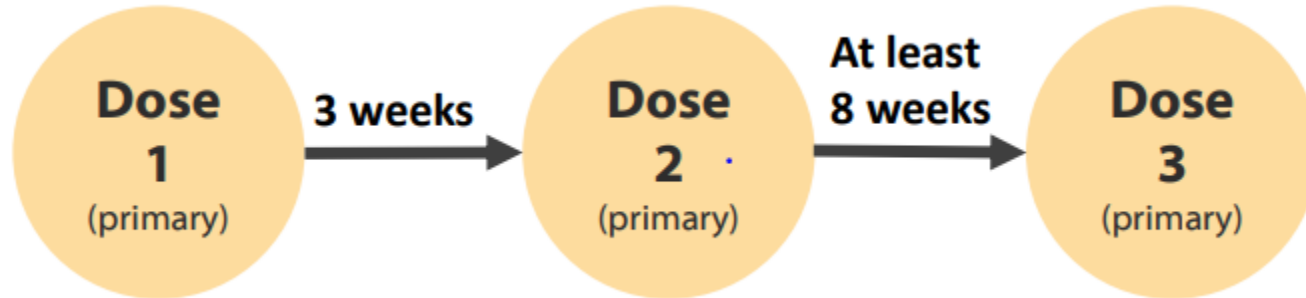 Dose
1
(primary)
3 weeks
Dose
2
(primary)
At least
8 weeks
Dose
3
(primary)